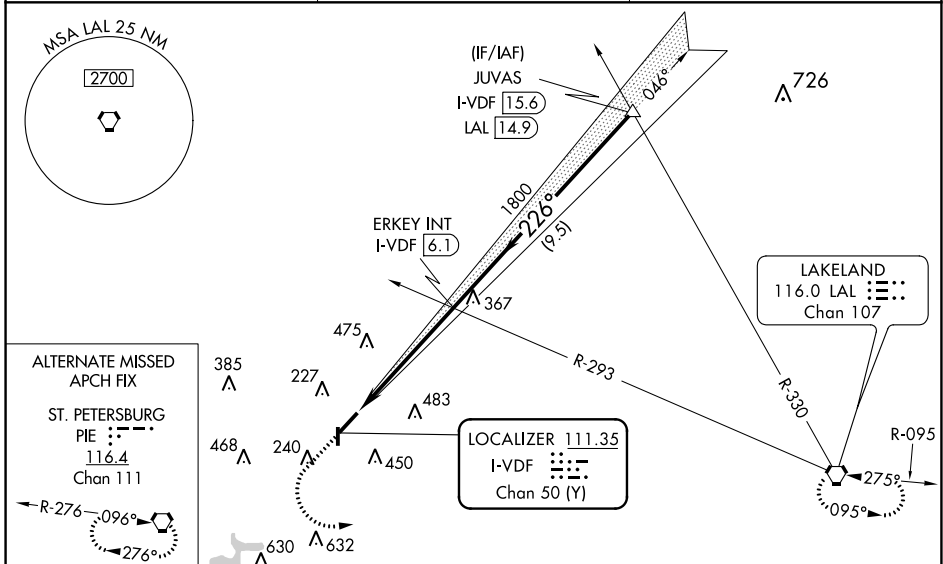 MSA LAL 25 NM
2700
(IF/IAF)
JUVAS
I-VDF 15.6
LAL 14.9
046°
726
1800
226°
(9.5)
ERKEY INT
I-VDF 6.1
367
LAKELAND
116.0 LAL
Chan 107
475
R-293
R-330
ALTERNATE MISSED
APCH FIX
ST. PETERSBURG
PIE
116.4
Chan 111
R-276
096°
276°
385
227
483
468
240
450
LOCALIZER 111.35
I-VDF
Chan 50 (Y)
R-095
275°
095°
630
632